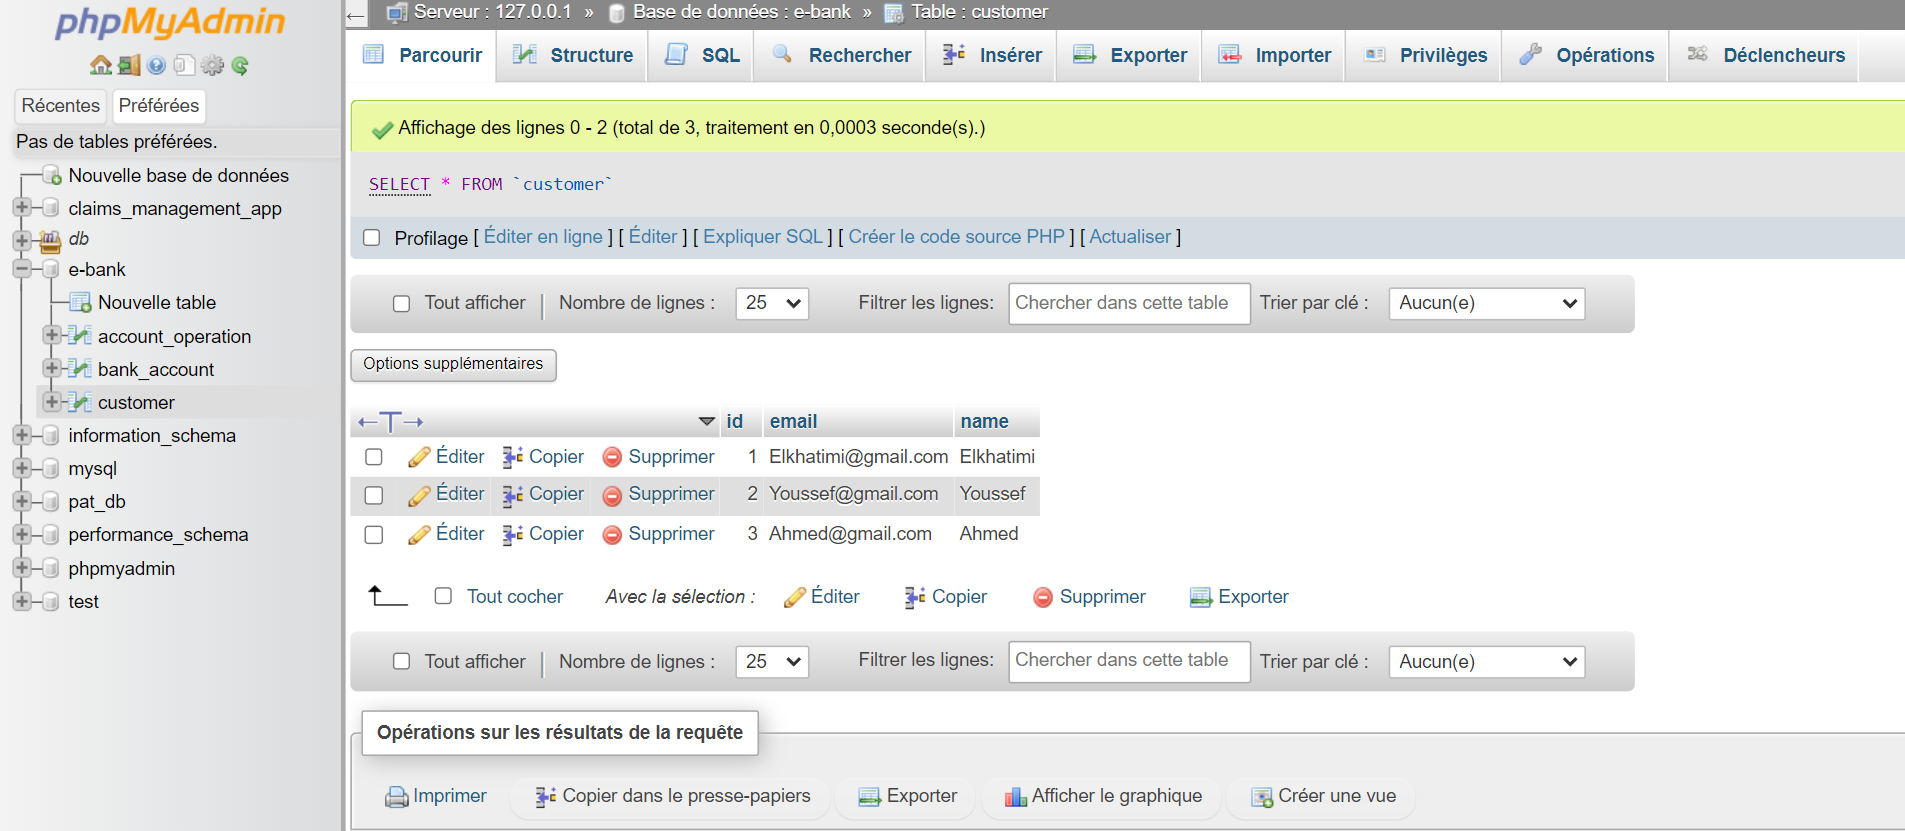 phpMyAdmin
Récentes Préférées
Pas de tables préférées.
Nouvelle base de données
claims_management_app
db
e-bank
Nouvelle table
account_operation
bank_account
customer
information_schema
mysql
pat_db
performance_schema
phpmyadmin
test
Serveur : 127.0.0.1 » Base de données : e-bank » Table : customer
Parcourir Structure SQL Rechercher Insérer Exporter Importer Privilèges Opérations Déclencheurs
Affichage des lignes 0 - 2 (total de 3, traitement en 0,0003 seconde(s).)
SELECT * FROM `customer`
Profilage [ Éditer en ligne ] [ Éditer ] [ Expliquer SQL ] [ Créer le code source PHP ] [ Actualiser ]
Tout afficher | Nombre de lignes : 25 Filtrer les lignes: Chercher dans cette table Trier par clé : Aucun(e)
Options supplémentaires
←T→ id email name
Éditer Copier Supprimer 1 Elkhatimi@gmail.com Elkhatimi
Éditer Copier Supprimer 2 Youssef@gmail.com Youssef
Éditer Copier Supprimer 3 Ahmed@gmail.com Ahmed
Tout cocher Avec la sélection : Éditer Copier Supprimer Exporter
Tout afficher | Nombre de lignes : 25 Filtrer les lignes: Chercher dans cette table Trier par clé : Aucun(e)
Opérations sur les résultats de la requête
Imprimer Copier dans le presse-papiers Exporter Afficher le graphique Créer une vue